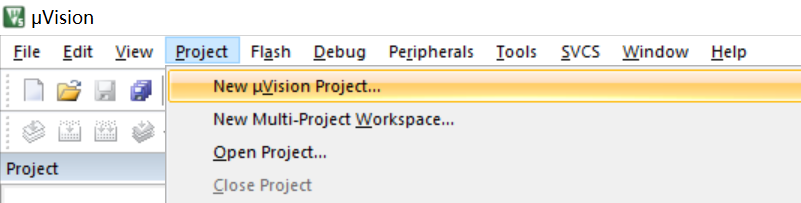 µVision
File Edit View Project Flash Debug Peripherals Tools SVCS Window Help
New µVision Project...
New Multi-Project Workspace...
Open Project...
Project
Close Project